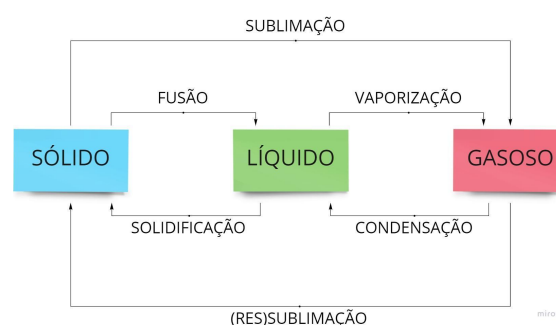 SUBLIMAÇÃO
FUSÃO
VAPORIZAÇÃO
SÓLIDO
LÍQUIDO
GASOSO
SOLIDIFICAÇÃO
CONDENSAÇÃO
(RES)SUBLIMAÇÃO
miro